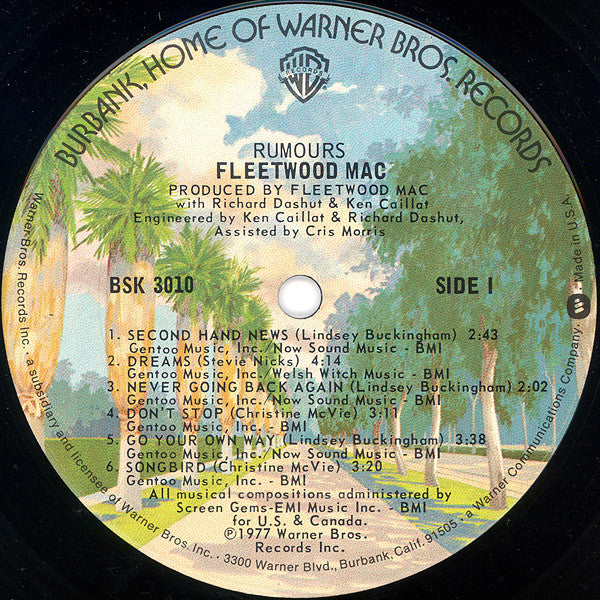 BURBANK, HOME OF WARNER BROS. RECORDS
WB
RECORDS
RUMOURS
FLEETWOOD MAC
PRODUCED BY FLEETWOOD MAC
with Richard Dashut & Ken Caillat
Engineered by Ken Caillat & Richard Dashut,
Assisted by Cris Morris
BSK 3010
SIDE 1
1. SECOND HAND NEWS (Lindsey Buckingham) 2:43
Gentoo Music, Inc./Now Sound Music - BMI
2. DREAMS (Stevie Nicks) 4:14
Gentoo Music, Inc./Welsh Witch Music - BMI
3. NEVER GOING BACK AGAIN (Lindsey Buckingham) 2:02
Gentoo Music, Inc./Now Sound Music - BMI
4. DON'T STOP (Christine McVie) 3:11
Gentoo Music, Inc. - BMI
5. GO YOUR OWN WAY (Lindsey Buckingham) 3:38
Gentoo Music, Inc./Now Sound Music - BMI
6. SONGBIRD (Christine McVie) 3:20
Gentoo Music, Inc. - BMI
All musical compositions administered by
Screen Gems-EMI Music Inc. - BMI
for U.S. & Canada.
℗1977 Warner Bros.
Records Inc.
Warner Bros. Records Inc. · a subsidiary and licensee of Warner Bros. Inc. · 3300 Warner Blvd., Burbank, Calif. 91505 · a Warner Communications Company · Made in U.S.A.